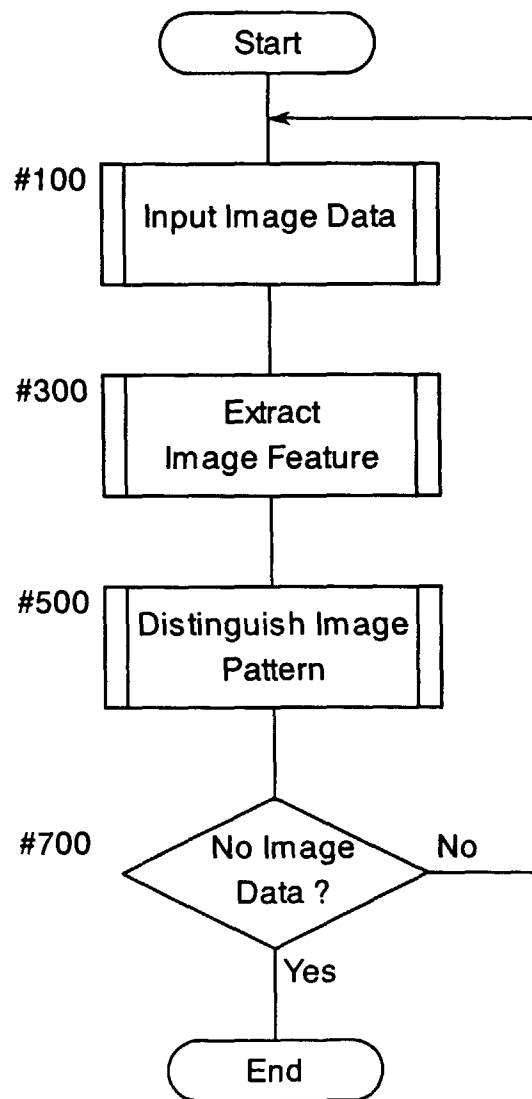 Start
#100
Input Image Data
#300
Extract
Image Feature
#500
Distinguish Image
Pattern
#700
No Image
Data ?
No
Yes
End